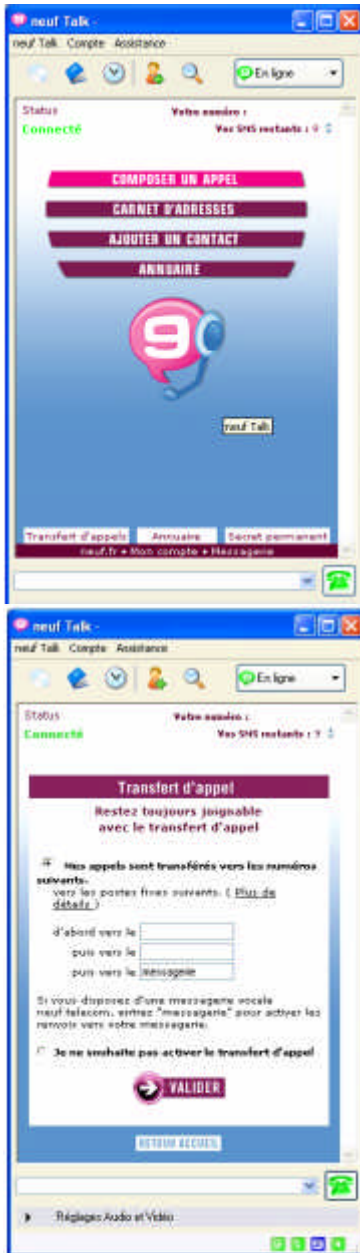 neuf Talk -
neuf Talk Compte Assistance
En ligne
Status Votre numéro :
Connecté Vos SMS restants : 9
COMPOSER UN APPEL
CARNET D'ADRESSES
AJOUTER UN CONTACT
ANNUAIRE
9
neuf Talk
Transfert d'appels Annuaire Secret permanent
neuf.fr • Mon compte • Messagerie
neuf Talk -
neuf Talk Compte Assistance
En ligne
Status Votre numéro :
Connecté Vos SMS restants : 9
Transfert d'appel
Restez toujours joignable
avec le transfert d'appel
Mes appels sont transférés vers les numéros
suivants.
vers les postes fixes suivants. ( Plus de
détails )
d'abord vers le
puis vers le
puis vers le messagerie
Si vous disposez d'une messagerie vocale
neuf telecom, entrez "messagerie" pour activer les
renvois vers votre messagerie.
Je ne souhaite pas activer le transfert d'appel
VALIDER
RETOUR ACCUEIL
Réglages Audio et Vidéo